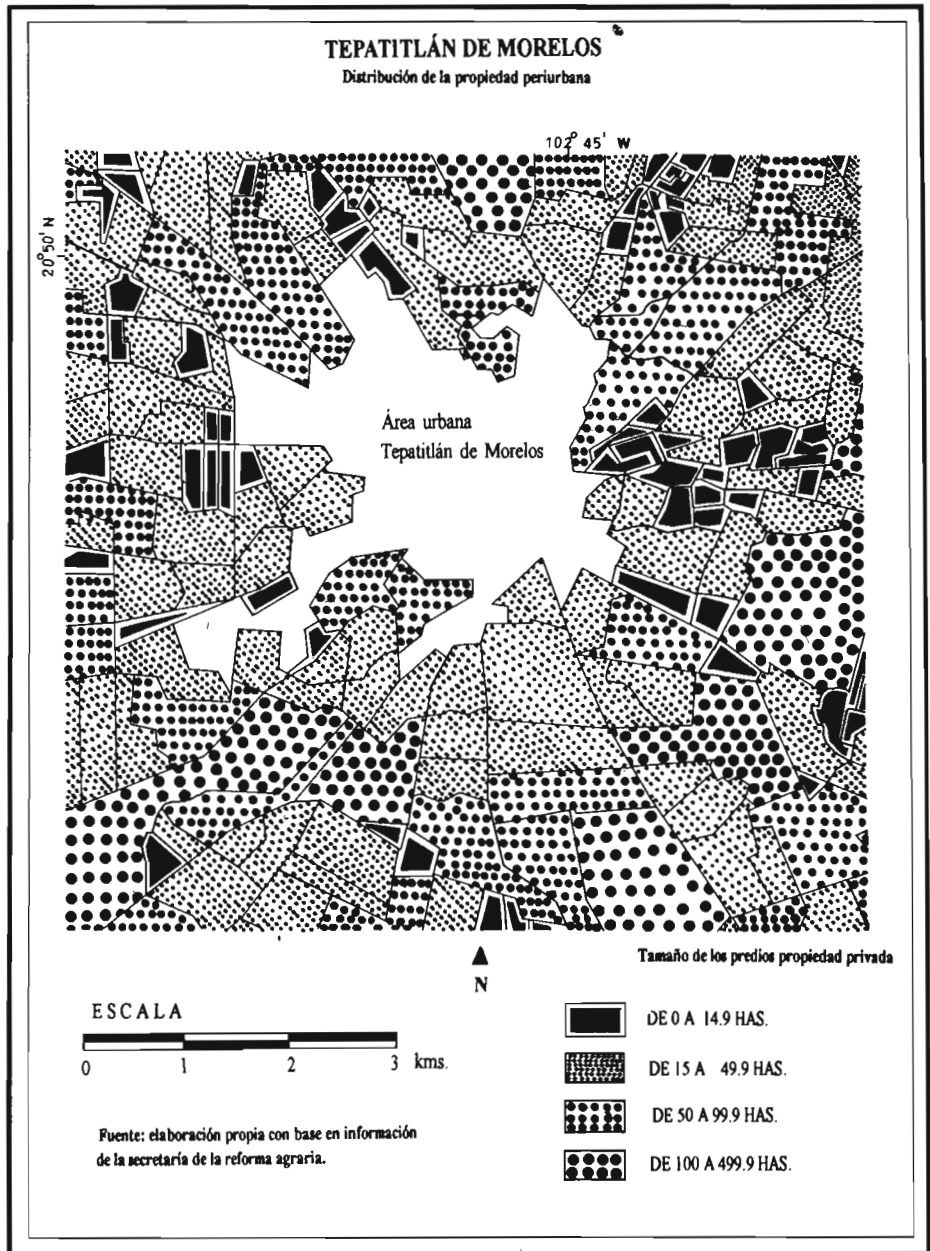 TEPATITLÁN DE MORELOS
Distribución de la propiedad periurbana
102° 45' W
20° 50' N
Área urbana
Tepatitlán de Morelos
N
Tamaño de los predios propiedad privada
ESCALA
0 1 2 3 kms.
DE 0 A 14.9 HAS.
DE 15 A 49.9 HAS.
DE 50 A 99.9 HAS.
DE 100 A 499.9 HAS.
Fuente: elaboración propia con base en información
de la secretaría de la reforma agraria.